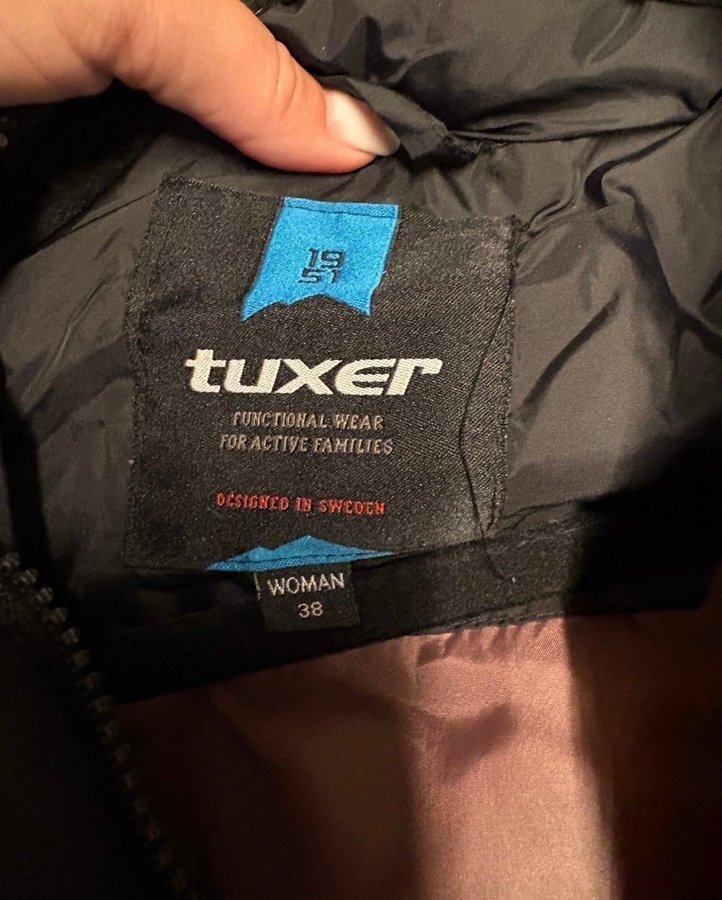 19
51
tuxer
FUNCTIONAL WEAR
FOR ACTIVE FAMILIES
DESIGNED IN SWEDEN
WOMAN
38